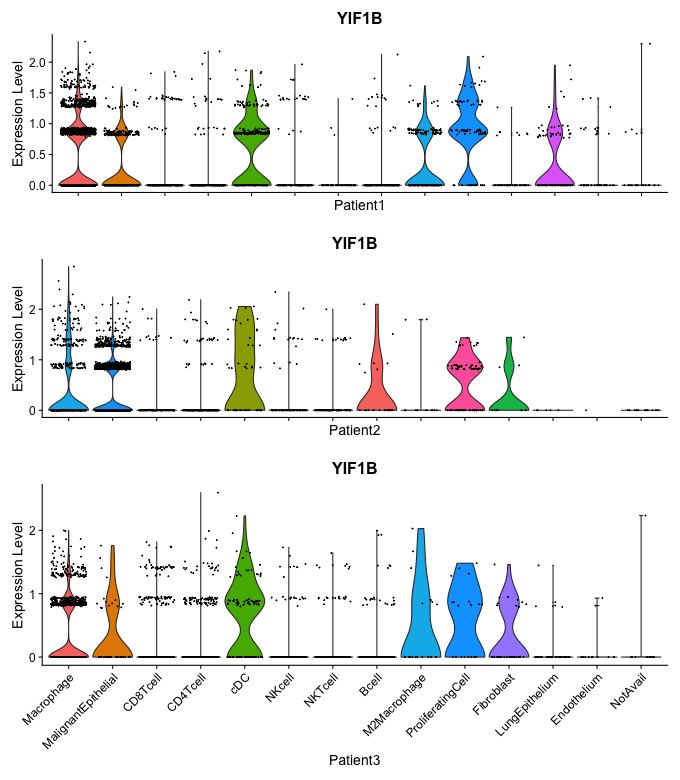 YIF1B
Expression Level
2.0
1.5
1.0
0.5
0.0
Patient1
YIF1B
Expression Level
2
1
0
Patient2
YIF1B
Expression Level
2
1
0
Macrophage
MalignantEpithelial
CD8Tcell
CD4Tcell
cDC
NKcell
NKTcell
Bcell
M2Macrophage
ProliferatingCell
Fibroblast
LungEpithelium
Endothelium
NotAvail
Patient3